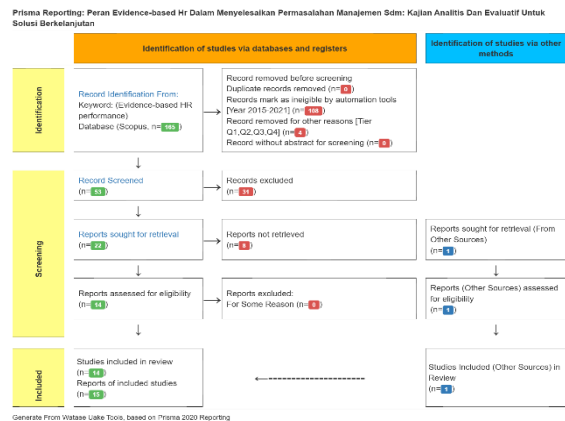 Prisma Reporting: Peran Evidence-based Hr Dalam Menyelesaikan Permasalahan Manajemen Sdm: Kajian Analitis Dan Evaluatif Untuk
Solusi Berkelanjutan
Identification of studies via databases and registers
Identification of studies via other
methods
Identification
Record Identification From:
Keyword: (Evidence-based HR
performance)
Database (Scopus, n=165)
Record removed before screening
Duplicate records removed (n=0)
Records mark as ineligible by automation tools
[Year 2015-2021] (n=108)
Record removed for other reasons [Tier
Q1,Q2,Q3,Q4] (n=4)
Record without abstract for screening (n=0)
Screening
Record Screened
(n=53)
Records excluded
(n=31)
Reports sought for retrieval
(n=22)
Reports not retrieved
(n=8)
Reports sought for retrieval (From
Other Sources)
(n=1)
Reports assessed for eligibility
(n=14)
Reports excluded:
For Some Reason (n=0)
Reports (Other Sources) assessed
for eligibility
(n=1)
Included
Studies included in review
(n=14)
Reports of included studies
(n=15)
Studies Included (Other Sources) in
Review
(n=1)
Generate From Watase Uake Tools, based on Prisma 2020 Reporting